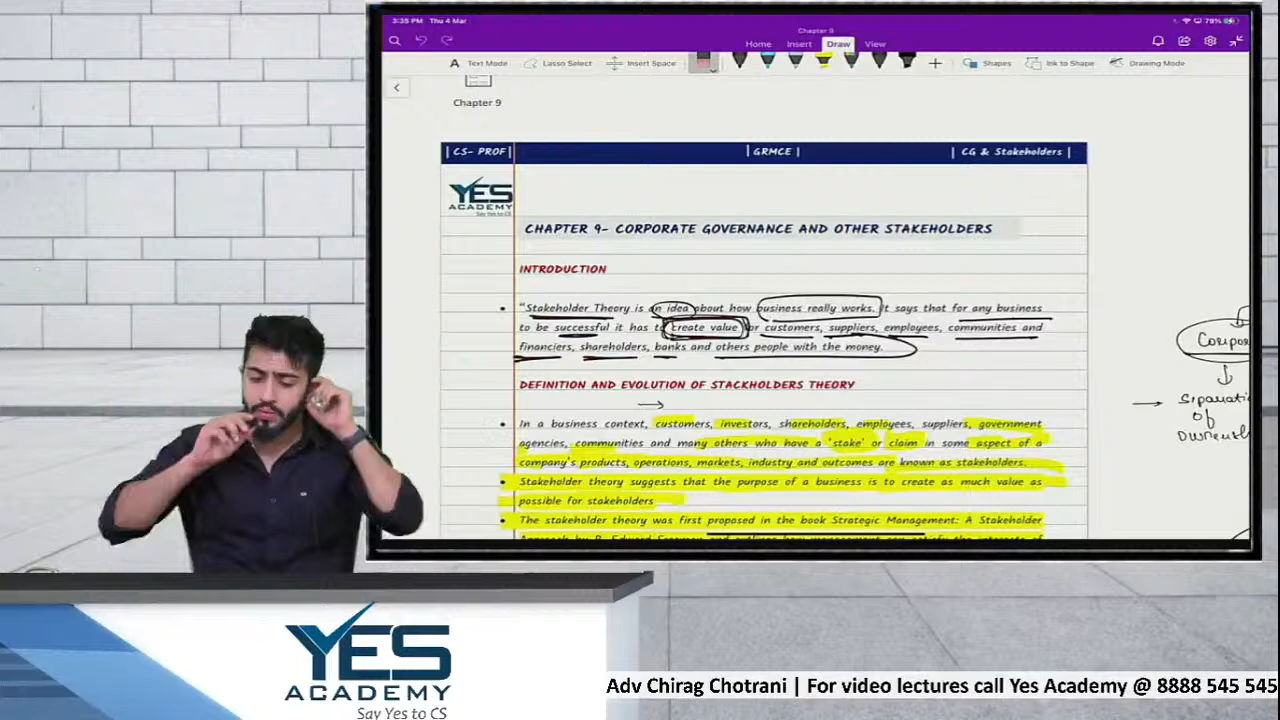 3:35 PM Thu 4 Mar
79%
Chapter 9
Home Insert Draw View
Text Mode Lasso Select Insert Space Shapes Ink to Shape Drawing Mode
Chapter 9
| CS- PROF | | GRMCE | | CG & Stakeholders |
YES
ACADEMY
Say Yes to CS
CHAPTER 9- CORPORATE GOVERNANCE AND OTHER STAKEHOLDERS
INTRODUCTION
• "Stakeholder Theory is an idea about how business really works. It says that for any business
to be successful it has to create value for customers, suppliers, employees, communities and
financiers, shareholders, banks and others people with the money.
DEFINITION AND EVOLUTION OF STACKHOLDERS THEORY
• In a business context, customers, investors, shareholders, employees, suppliers, government
agencies, communities and many others who have a 'stake' or claim in some aspect of a
company's products, operations, markets, industry and outcomes are known as stakeholders.
• Stakeholder theory suggests that the purpose of a business is to create as much value as
possible for stakeholders
• The stakeholder theory was first proposed in the book Strategic Management: A Stakeholder
of
YES
ACADEMY
Say Yes to CS
Adv Chirag Chotrani | For video lectures call Yes Academy @ 8888 545 545